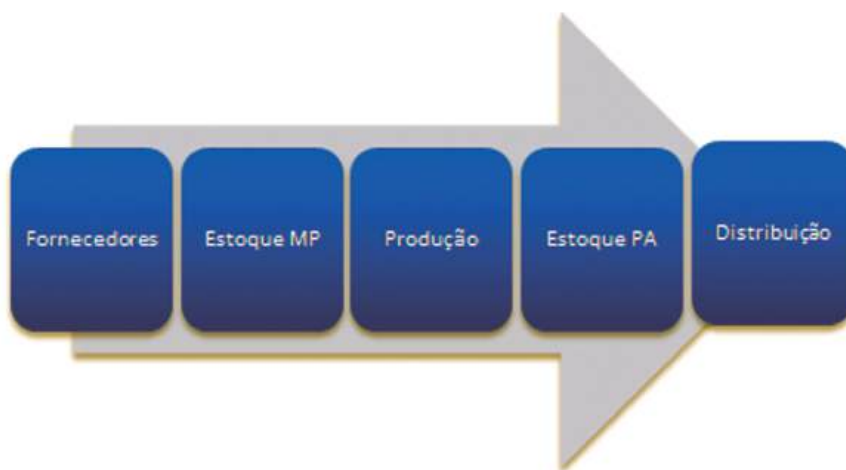 Fornecedores
Estoque MP
Produção
Estoque PA
Distribuição